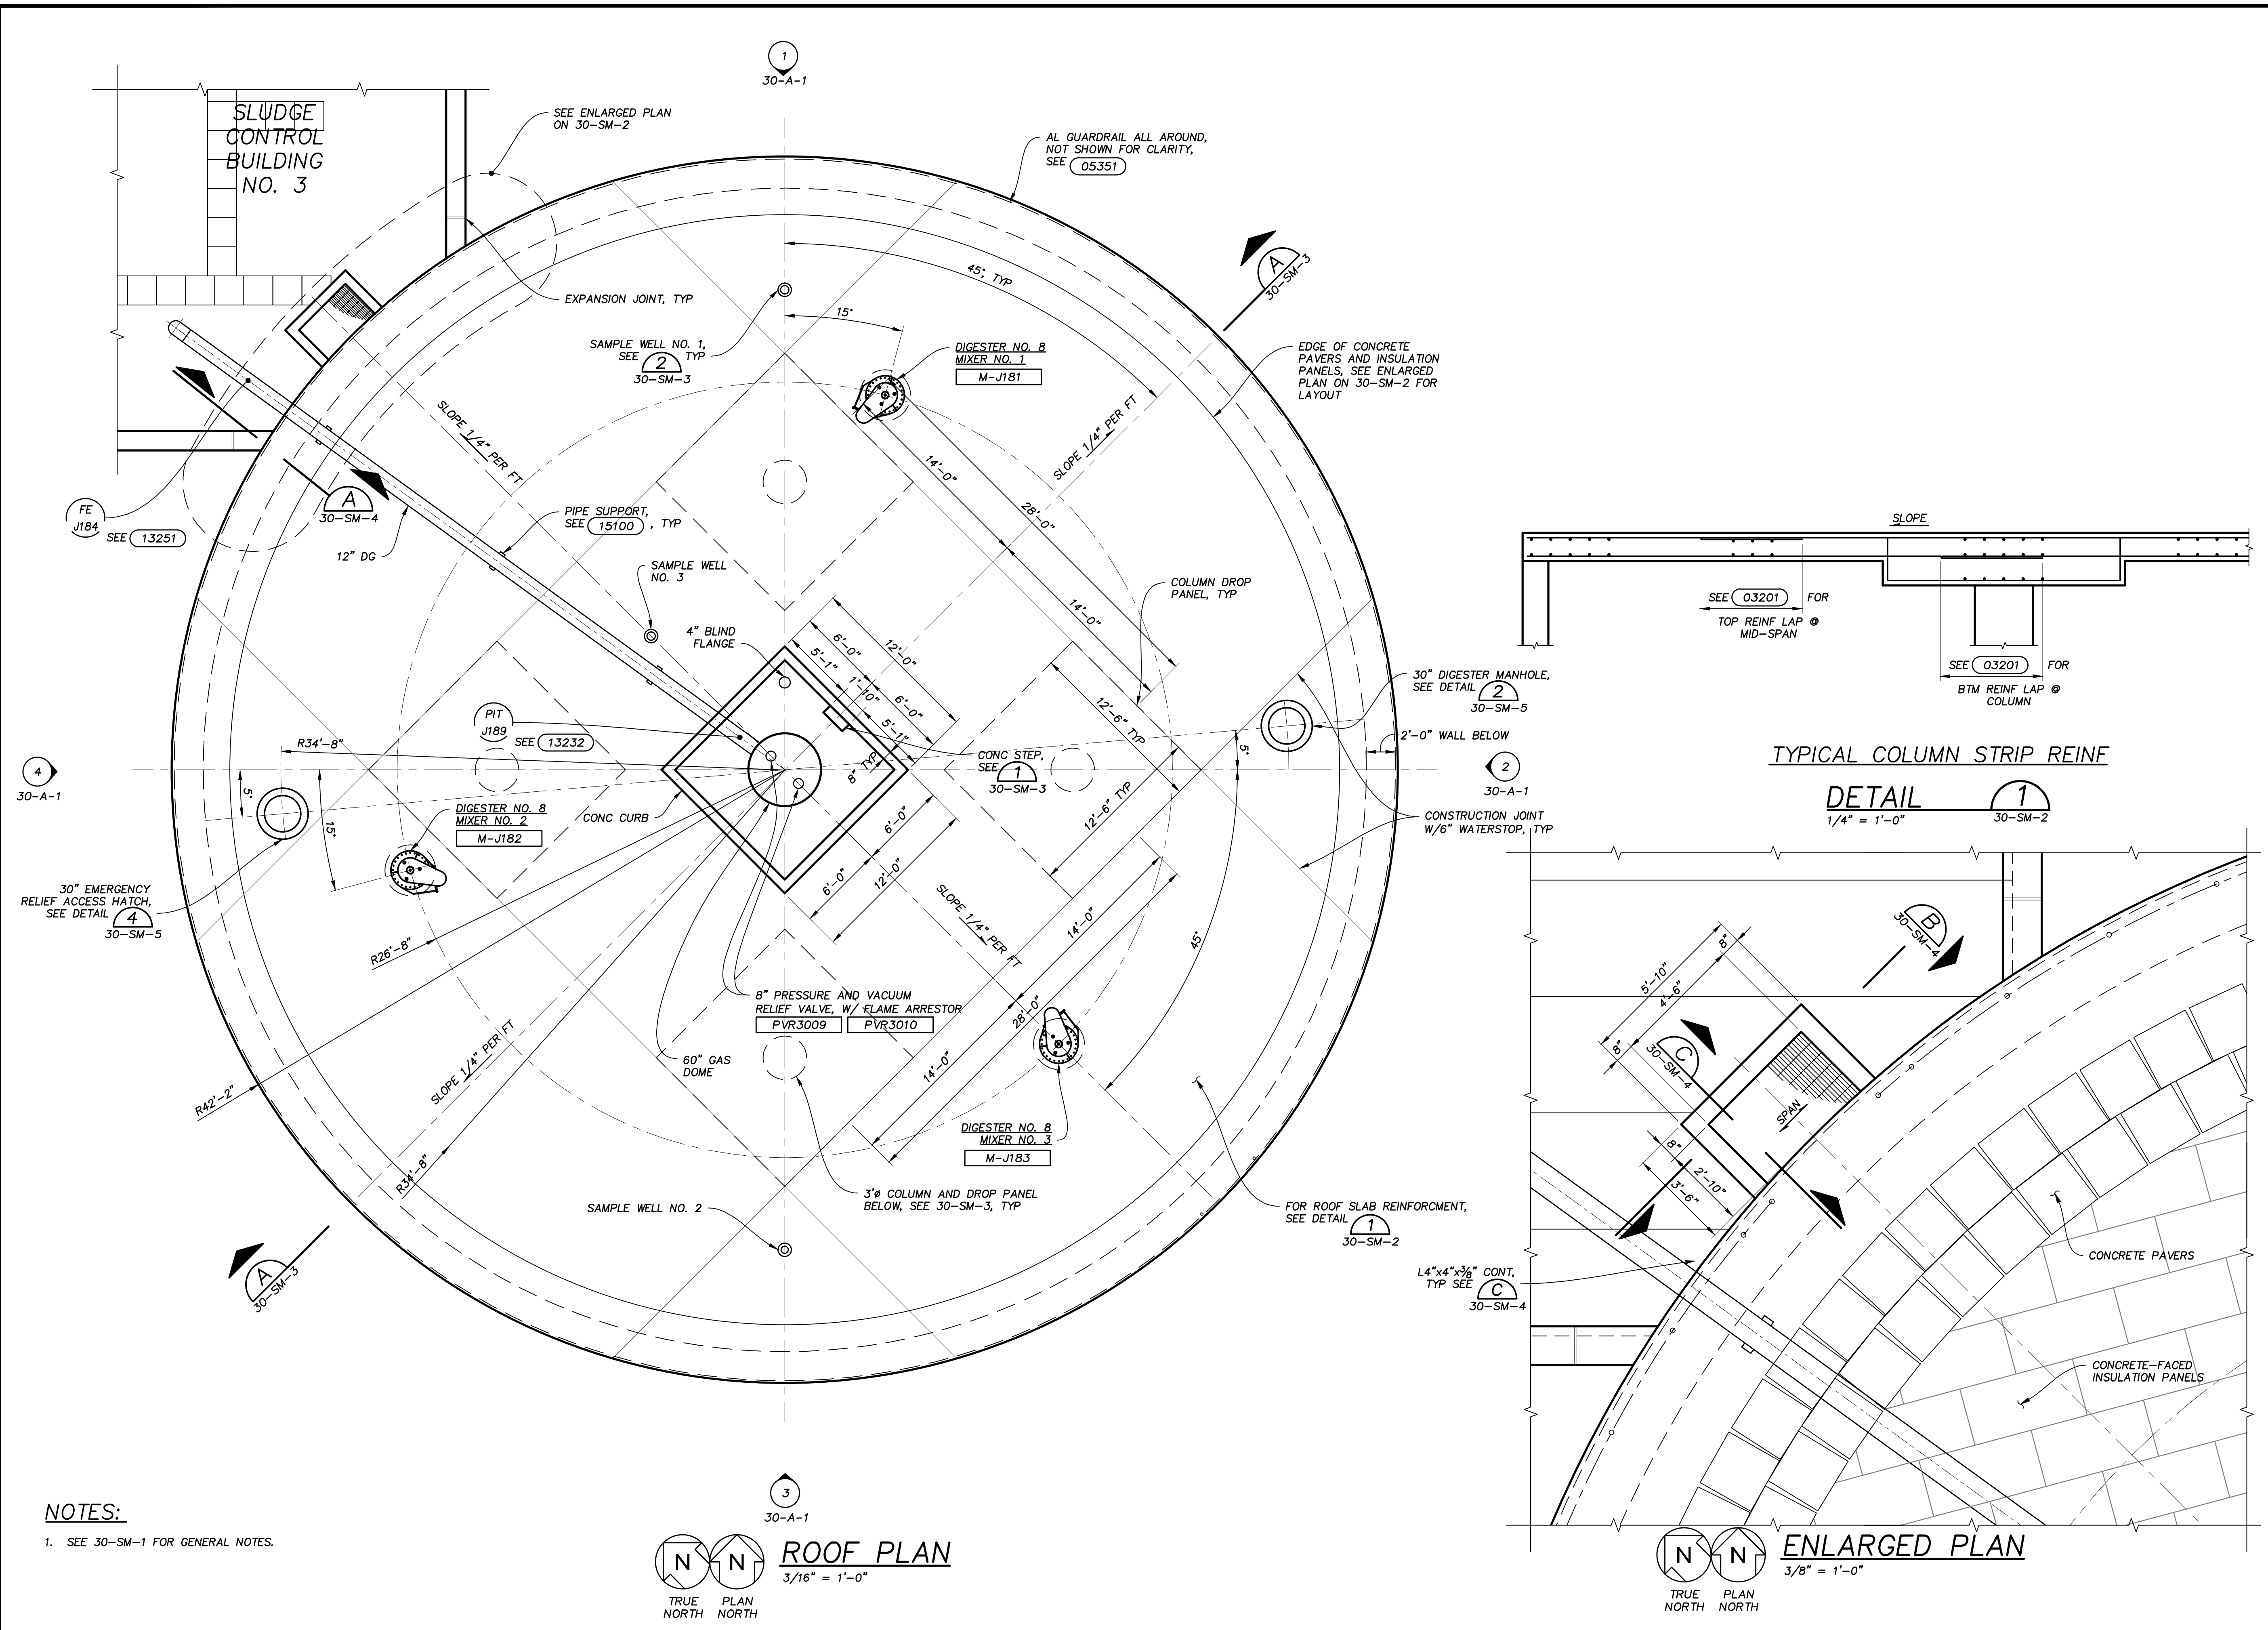 1
30-A-1
SLUDGE
CONTROL
BUILDING
NO. 3
SEE ENLARGED PLAN
ON 30-SM-2
AL GUARDRAIL ALL AROUND,
NOT SHOWN FOR CLARITY,
SEE 05351
A
30-SM-3
EXPANSION JOINT, TYP
45°, TYP
15°
SAMPLE WELL NO. 1,
SEE 2 TYP
30-SM-3
DIGESTER NO. 8
MIXER NO. 1
M-J181
EDGE OF CONCRETE
PAVERS AND INSULATION
PANELS, SEE ENLARGED
PLAN ON 30-SM-2 FOR
LAYOUT
SLOPE 1/4" PER FT
SLOPE 1/4" PER FT
14'-0"
28'-0"
14'-0"
FE
J184
SEE 13251
A
30-SM-4
12" DG
PIPE SUPPORT,
SEE 15100 , TYP
SAMPLE WELL
NO. 3
4" BLIND
FLANGE
COLUMN DROP
PANEL, TYP
12'-0"
6'-0"
5'-1"
1'-10"
6'-0"
5'-1"
8" TYP
12'-6" TYP
12'-6" TYP
30" DIGESTER MANHOLE,
SEE DETAIL 2
30-SM-5
2'-0" WALL BELOW
5°
PIT
J189
SEE 13232
R34'-8"
CONC STEP,
SEE 1
30-SM-3
4
30-A-1
2
30-A-1
5°
15°
DIGESTER NO. 8
MIXER NO. 2
M-J182
CONC CURB
6'-0"
6'-0"
12'-0"
CONSTRUCTION JOINT
W/6" WATERSTOP, TYP
30" EMERGENCY
RELIEF ACCESS HATCH,
SEE DETAIL 4
30-SM-5
R26'-8"
SLOPE 1/4" PER FT
14'-0"
28'-0"
14'-0"
45°
8" PRESSURE AND VACUUM
RELIEF VALVE, W/ FLAME ARRESTOR
PVR3009 PVR3010
60" GAS
DOME
SLOPE 1/4" PER FT
R42'-2"
R34'-8"
DIGESTER NO. 8
MIXER NO. 3
M-J183
3'ø COLUMN AND DROP PANEL
BELOW, SEE 30-SM-3, TYP
SAMPLE WELL NO. 2
FOR ROOF SLAB REINFORCMENT,
SEE DETAIL 1
30-SM-2
A
30-SM-3
3
30-A-1
NOTES:
1. SEE 30-SM-1 FOR GENERAL NOTES.
N N
TRUE NORTH
PLAN NORTH
ROOF PLAN
3/16" = 1'-0"
SLOPE
SEE 03201 FOR
TOP REINF LAP @
MID-SPAN
SEE 03201 FOR
BTM REINF LAP @
COLUMN
TYPICAL COLUMN STRIP REINF
DETAIL 1
1/4" = 1'-0" 30-SM-2
B
30-SM-4
8"
5'-10"
4'-6"
8"
C
30-SM-4
SPAN
8"
2'-10"
3'-6"
L4"x4"x3/8" CONT,
TYP SEE C
30-SM-4
CONCRETE PAVERS
CONCRETE-FACED
INSULATION PANELS
N N
TRUE NORTH
PLAN NORTH
ENLARGED PLAN
3/8" = 1'-0"